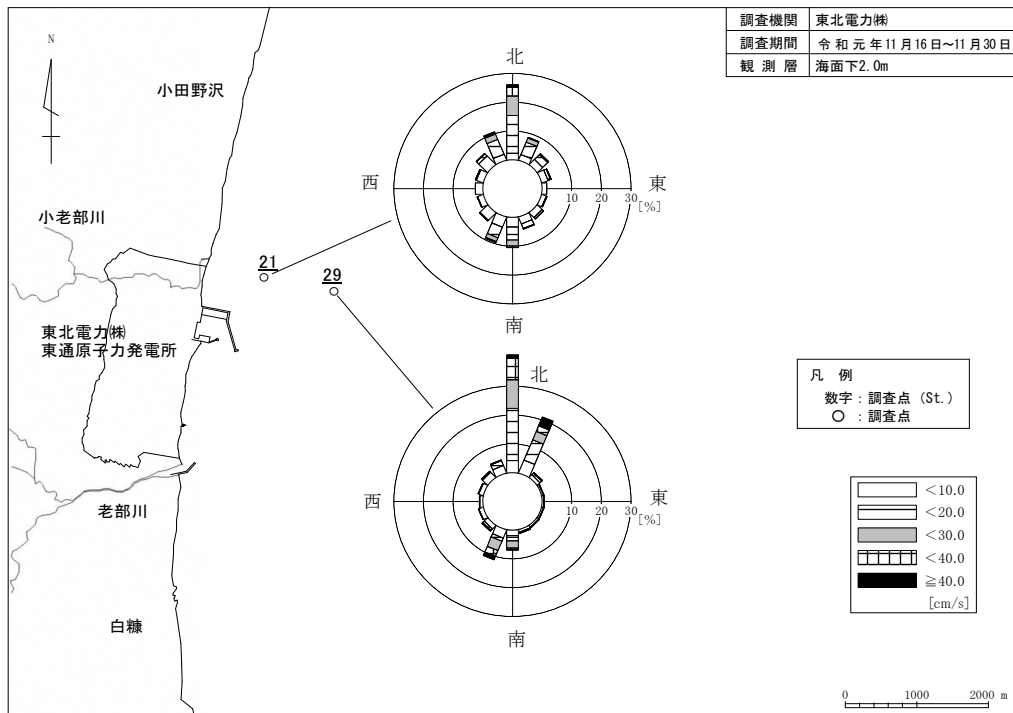 調査機関 東北電力㈱
調査期間 令和元年11月16日～11月30日
観測層 海面下2.0m
N
小田野沢
小老部川
21
29
東北電力㈱
東通原子力発電所
老部川
白糠
北
西
東
10 20 30
[%]
南
北
西
東
10 20 30
[%]
南
凡 例
数字：調査点 (St.)
○ ：調査点
＜10.0
＜20.0
＜30.0
＜40.0
≧40.0
[cm/s]
0 1000 2000 m